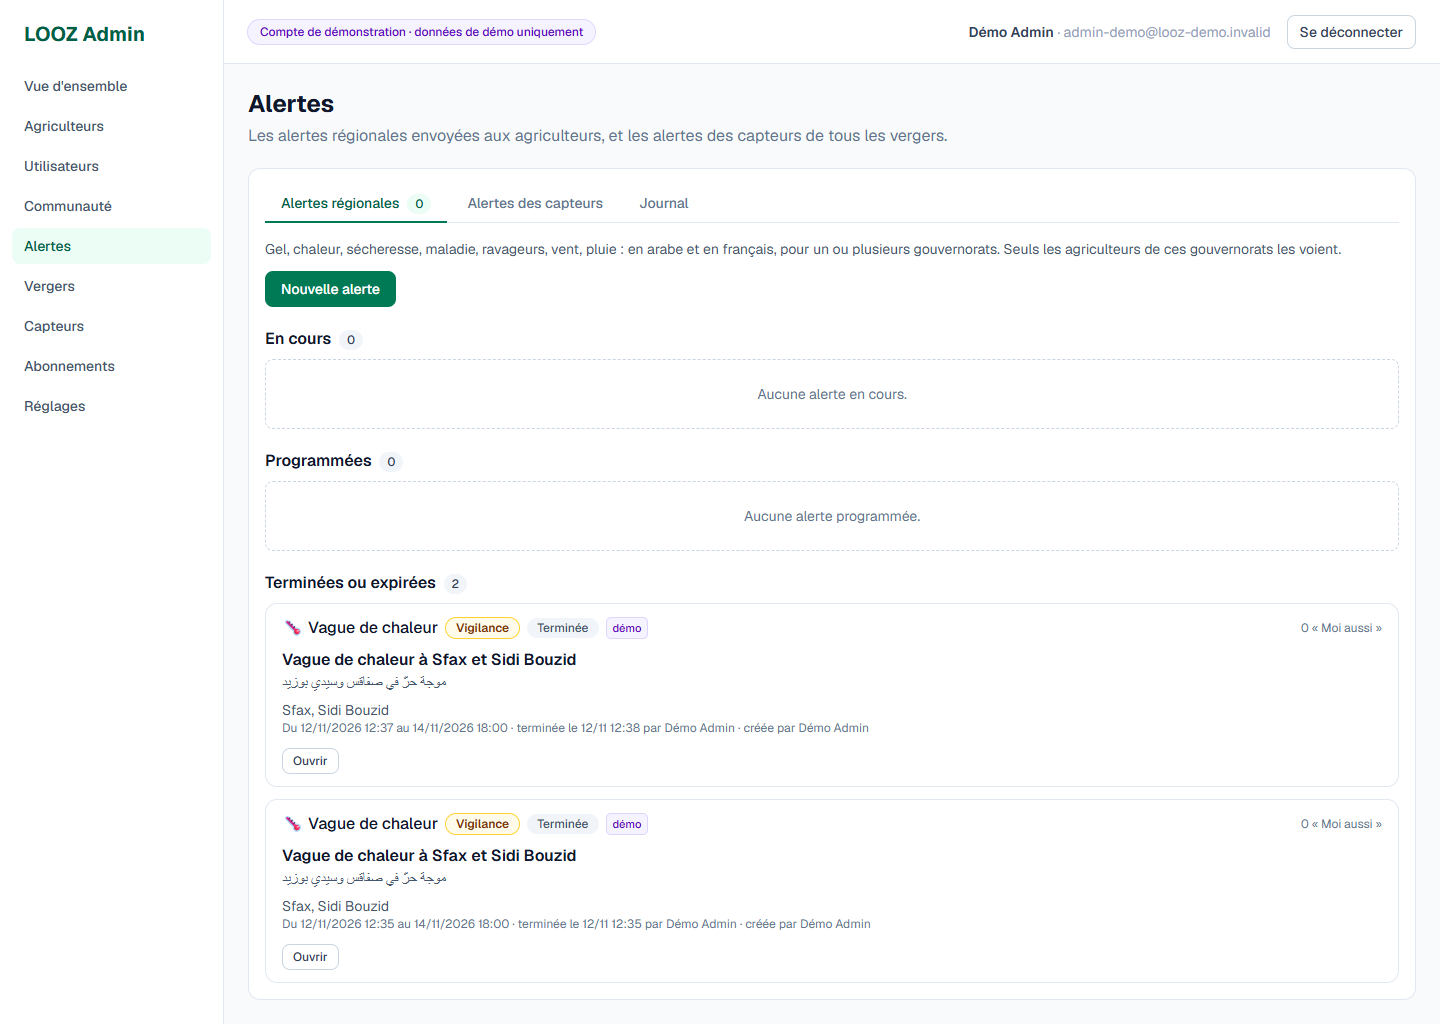 LOOZ Admin
Vue d'ensemble
Agriculteurs
Utilisateurs
Communauté
Alertes
Vergers
Capteurs
Abonnements
Réglages
Compte de démonstration · données de démo uniquement
Démo Admin · admin-demo@looz-demo.invalid
Se déconnecter
Alertes
Les alertes régionales envoyées aux agriculteurs, et les alertes des capteurs de tous les vergers.
Alertes régionales 0
Alertes des capteurs
Journal
Gel, chaleur, sécheresse, maladie, ravageurs, vent, pluie : en arabe et en français, pour un ou plusieurs gouvernorats. Seuls les agriculteurs de ces gouvernorats les voient.
Nouvelle alerte
En cours 0
Aucune alerte en cours.
Programmées 0
Aucune alerte programmée.
Terminées ou expirées 2
Vague de chaleur Vigilance Terminée démo 0 « Moi aussi »
Vague de chaleur à Sfax et Sidi Bouzid
موجة حرّ في صفاقس وسيدي بوزيد
Sfax, Sidi Bouzid
Du 12/11/2026 12:37 au 14/11/2026 18:00 · terminée le 12/11 12:38 par Démo Admin · créée par Démo Admin
Ouvrir
Vague de chaleur Vigilance Terminée démo 0 « Moi aussi »
Vague de chaleur à Sfax et Sidi Bouzid
موجة حرّ في صفاقس وسيدي بوزيد
Sfax, Sidi Bouzid
Du 12/11/2026 12:35 au 14/11/2026 18:00 · terminée le 12/11 12:35 par Démo Admin · créée par Démo Admin
Ouvrir